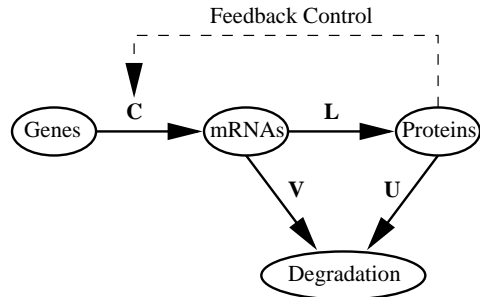 Feedback Control
C
L
Genes
mRNAs
Proteins
V
U
Degradation